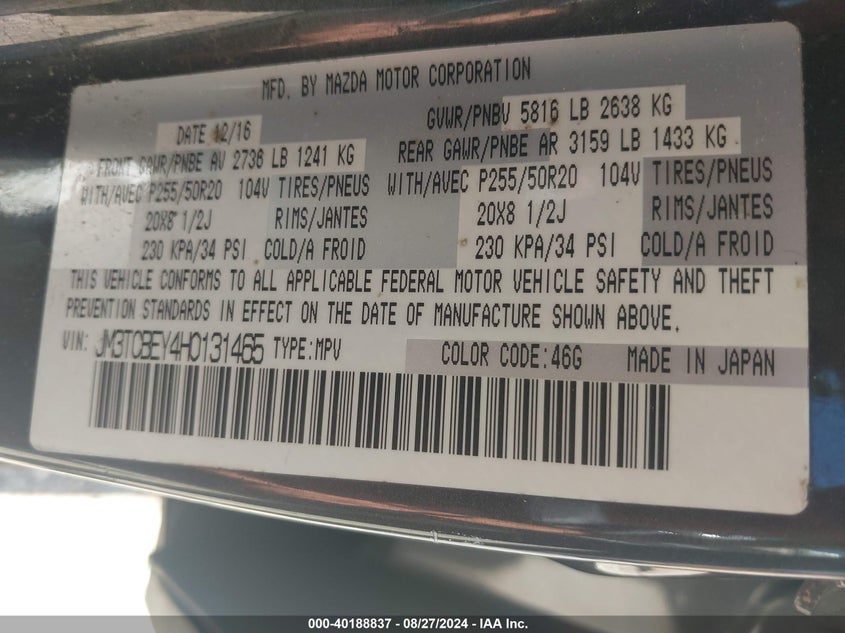 MFD. BY MAZDA MOTOR CORPORATION
DATE 12/16
GVWR/PNBV 5816 LB 2638 KG
FRONT GAWR/PNBE AV 2736 LB 1241 KG
REAR GAWR/PNBE AR 3159 LB 1433 KG
WITH/AVEC P255/50R20 104V TIRES/PNEUS
WITH/AVEC P255/50R20 104V TIRES/PNEUS
20X8 1/2J RIMS/JANTES
20X8 1/2J RIMS/JANTES
230 KPA/34 PSI COLD/A FROID
230 KPA/34 PSI COLD/A FROID
THIS VEHICLE CONFORMS TO ALL APPLICABLE FEDERAL MOTOR VEHICLE SAFETY AND THEFT
PREVENTION STANDARDS IN EFFECT ON THE DATE OF MANUFACTURE SHOWN ABOVE.
VIN: JM3TCBEY4H0131465 TYPE:MPV COLOR CODE:46G MADE IN JAPAN
000-40188837 - 08/27/2024 - IAA Inc.